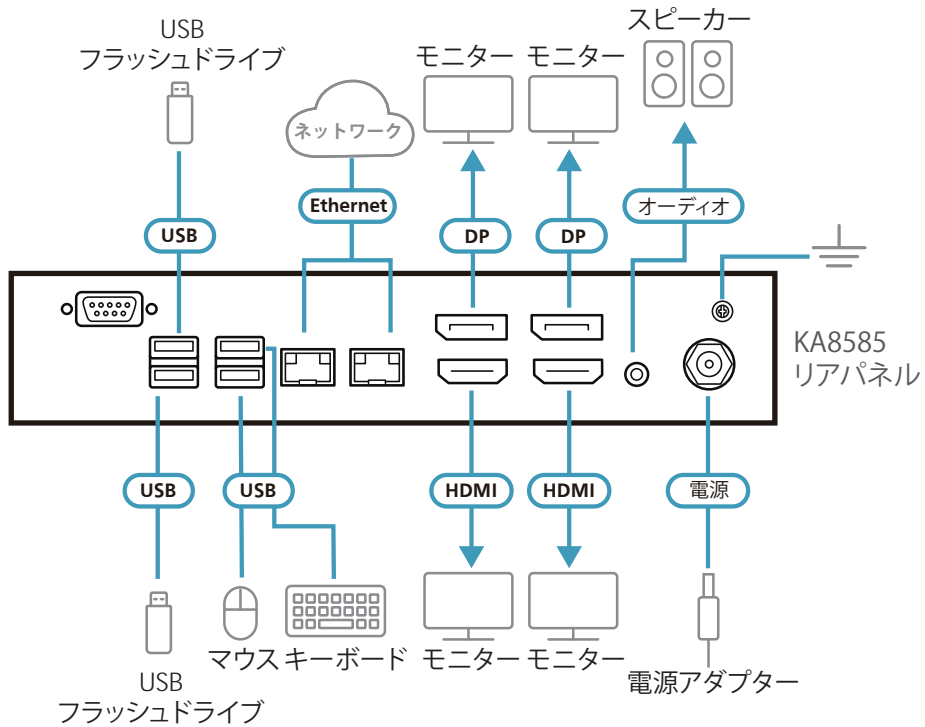 USB
フラッシュドライブ
ネットワーク
モニター
モニター
スピーカー
Ethernet
オーディオ
USB
DP
DP
KA8585
リアパネル
USB
USB
HDMI
HDMI
電源
マウス
キーボード
モニター
モニター
USB
フラッシュドライブ
電源アダプター